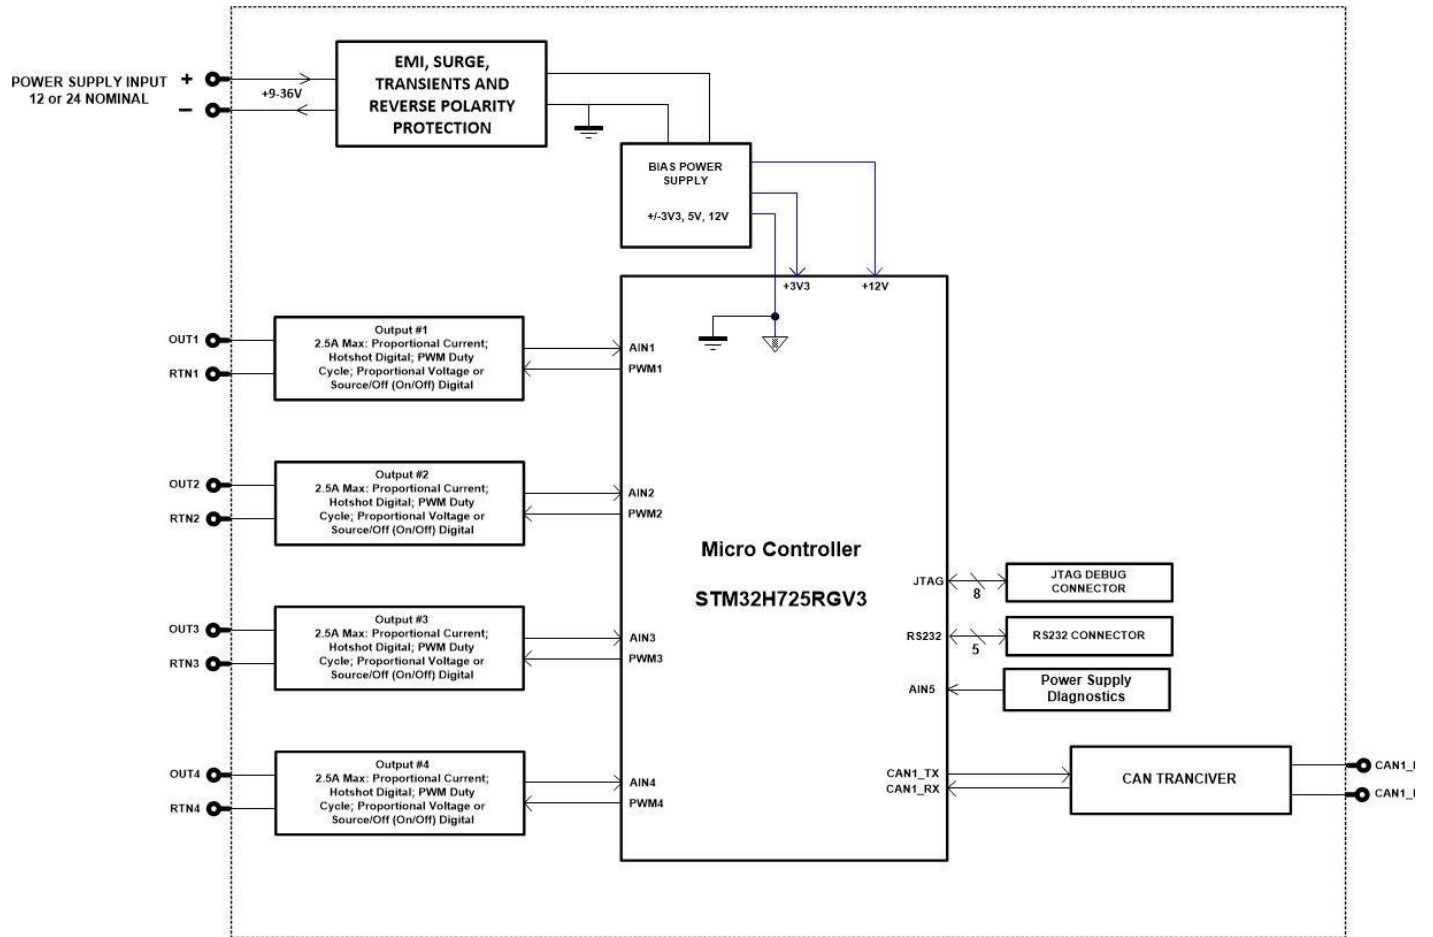 POWER SUPPLY INPUT
12 or 24 NOMINAL
+
−
+9-36V
EMI, SURGE,
TRANSIENTS AND
REVERSE POLARITY
PROTECTION
BIAS POWER
SUPPLY
+/-3V3, 5V, 12V
+3V3
+12V
OUT1
RTN1
Output #1
2.5A Max: Proportional Current;
Hotshot Digital; PWM Duty
Cycle; Proportional Voltage or
Source/Off (On/Off) Digital
AIN1
PWM1
OUT2
RTN2
Output #2
2.5A Max: Proportional Current;
Hotshot Digital; PWM Duty
Cycle; Proportional Voltage or
Source/Off (On/Off) Digital
AIN2
PWM2
Micro Controller
STM32H725RGV3
OUT3
RTN3
Output #3
2.5A Max: Proportional Current;
Hotshot Digital; PWM Duty
Cycle; Proportional Voltage or
Source/Off (On/Off) Digital
AIN3
PWM3
OUT4
RTN4
Output #4
2.5A Max: Proportional Current;
Hotshot Digital; PWM Duty
Cycle; Proportional Voltage or
Source/Off (On/Off) Digital
AIN4
PWM4
JTAG
8
JTAG DEBUG
CONNECTOR
RS232
5
RS232 CONNECTOR
AIN5
Power Supply
Diagnostics
CAN1_TX
CAN1_RX
CAN TRANCIVER